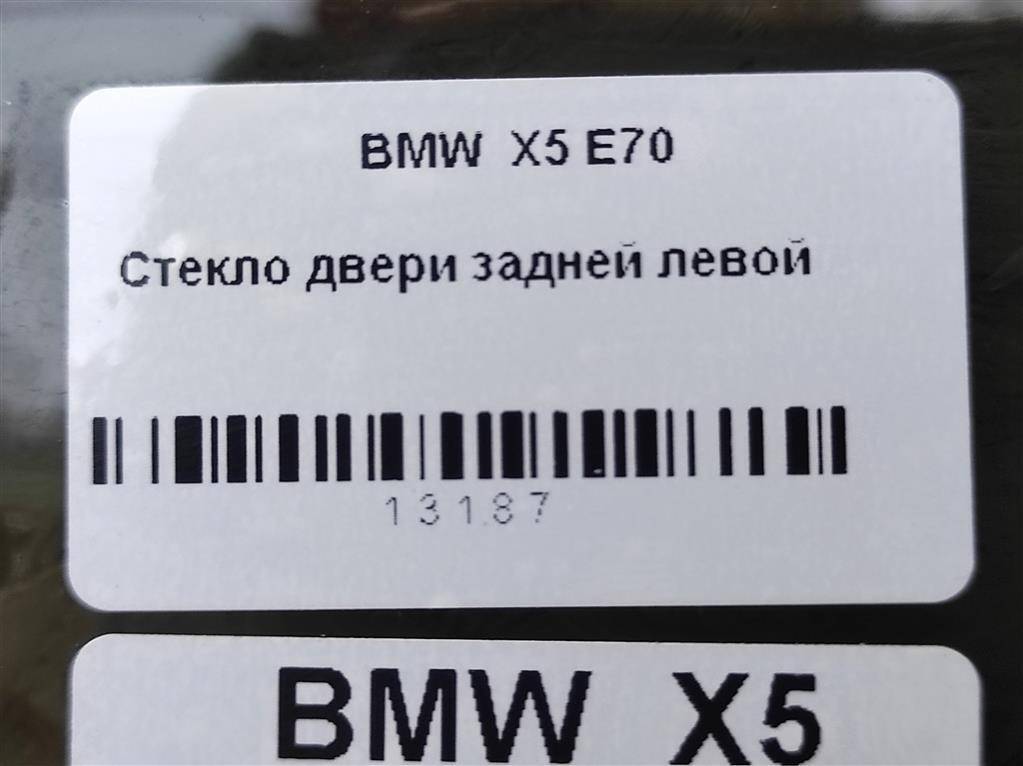 BMW X5 E70
Стекло двери задней левой
13187
BMW X5